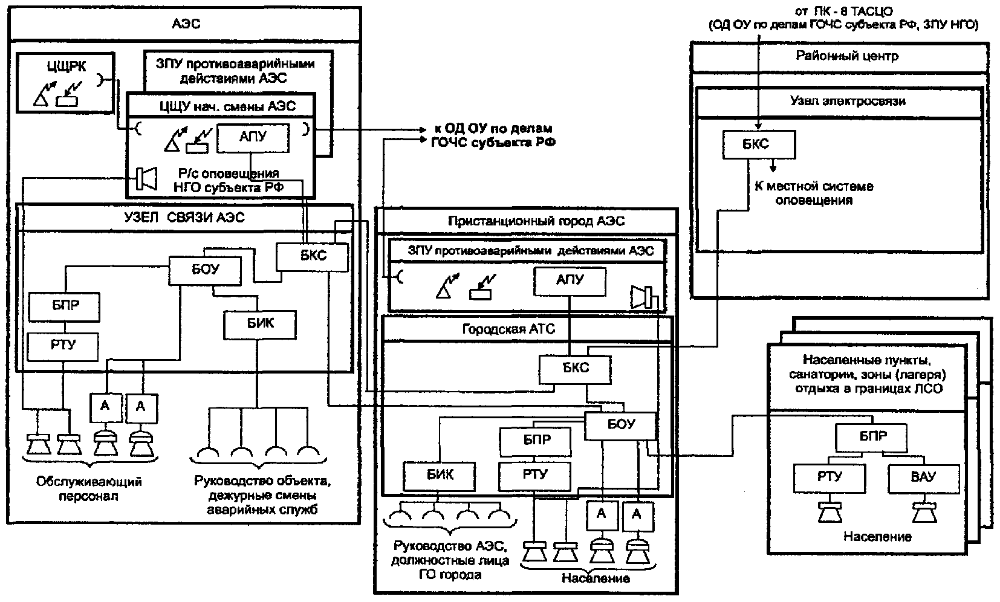 АЭС
ЦЩРК
ЗПУ противоаварийными
действиями АЭС
ЦЩУ нач. смены АЭС
АПУ
Р/с оповещения
НГО субъекта РФ
к ОД ОУ по делам
ГОЧС субъекта РФ
УЗЕЛ СВЯЗИ АЭС
БКС
БОУ
БПР
БИК
РТУ
А
А
Обслуживающий
персонал
Руководство объекта,
дежурные смены
аварийных служб
Пристанционный город АЭС
ЗПУ противоаварийными действиями АЭС
АПУ
Городская АТС
БКС
БОУ
БПР
БИК
РТУ
А
А
Руководство АЭС,
должностные лица
ГО города
Население
от ПК - 8 ТАСЦО
(ОД ОУ по делам ГОЧС субъекта РФ, ЗПУ НГО)
Районный центр
Узел электросвязи
БКС
К местной системе
оповещения
Населенные пункты,
санатории, зоны (лагеря)
отдыха в границах ЛСО
БПР
РТУ
ВАУ
Население